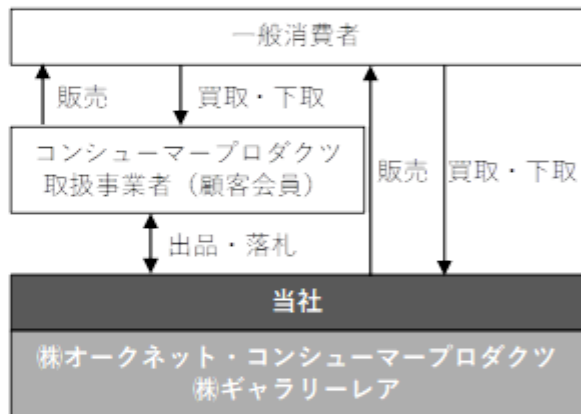 一般消費者
販売
買取・下取
コンシューマープロダクツ
取扱事業者（顧客会員）
販売
買取・下取
出品・落札
当社
㈱オークネット・コンシューマープロダクツ
㈱ギャラリーレア